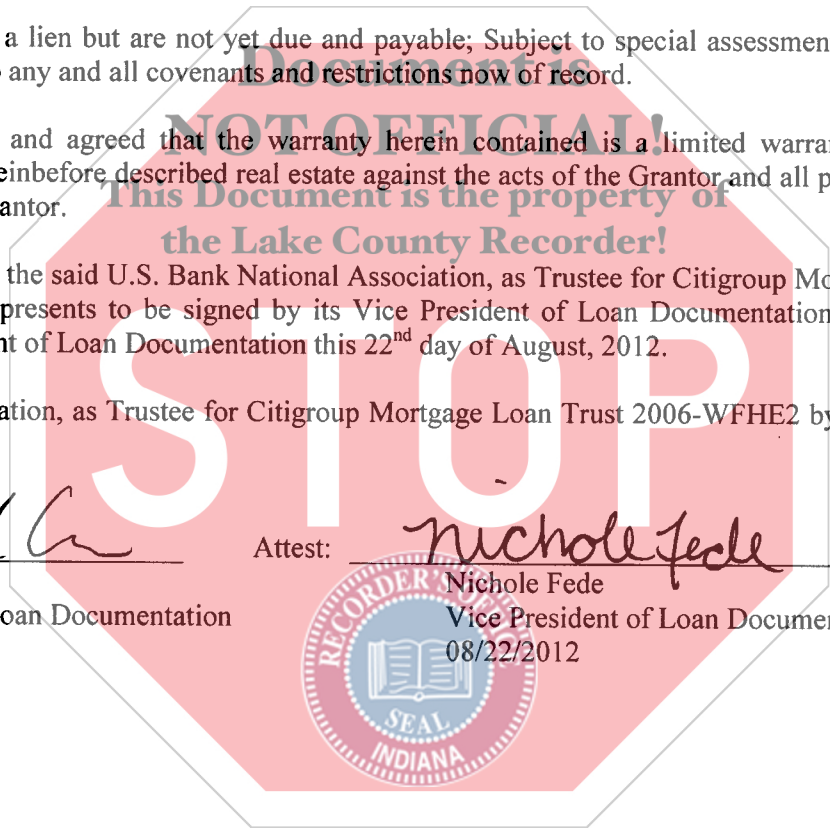 a lien but are not yet due and payable; Subject to special assessmen
any and all covenants and restrictions now of record.
Document is
NOT OFFICIAL!
This Document is the property of
the Lake County Recorder!
and agreed that the warranty herein contained is a limited warra
einbefore described real estate against the acts of the Grantor and all p
antor.
the said U.S. Bank National Association, as Trustee for Citigroup Mo
presents to be signed by its Vice President of Loan Documentation
nt of Loan Documentation this 22nd day of August, 2012.
STOP
ation, as Trustee for Citigroup Mortgage Loan Trust 2006-WFHE2 by
Attest: Nichole Fede
Nichole Fede
oan Documentation Vice President of Loan Documen
08/22/2012
RECORDER'S OFFICE
SEAL
INDIANA